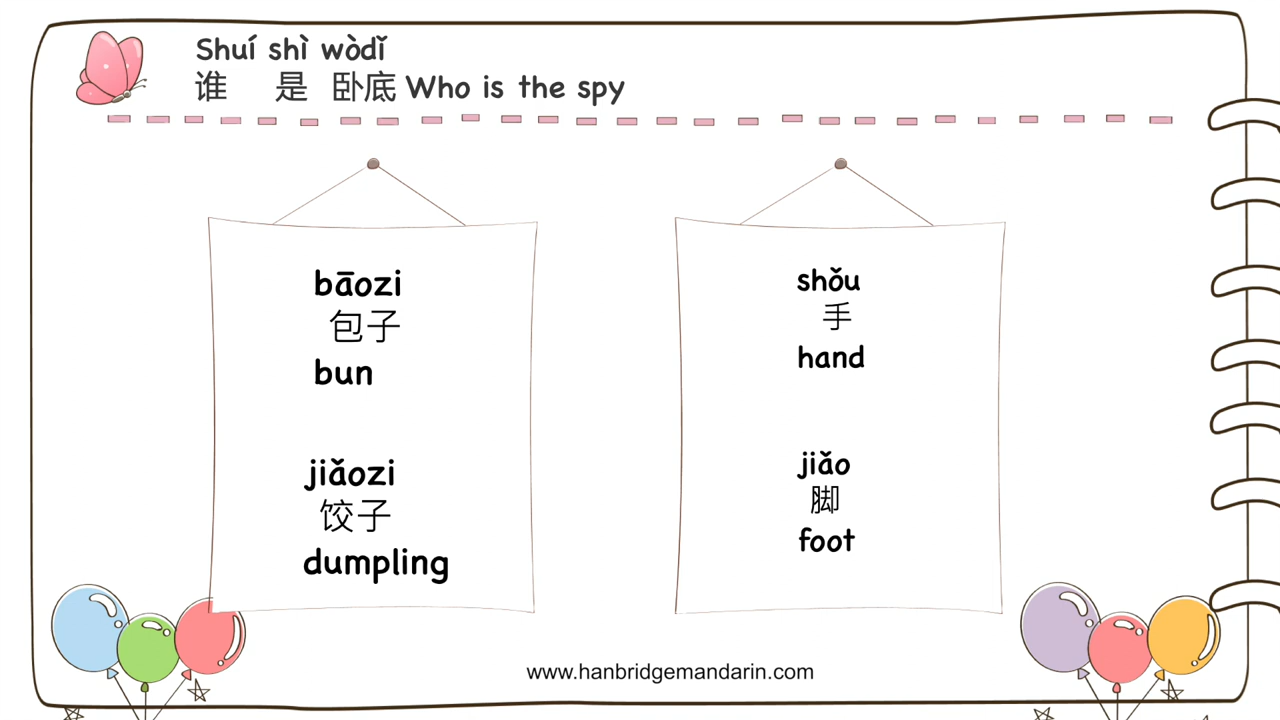 Shuí shì wòdǐ
谁 是 卧底 Who is the spy
bāozi
包子
bun
jiǎozi
饺子
dumpling
shǒu
手
hand
jiǎo
脚
foot
www.hanbridgemandarin.com